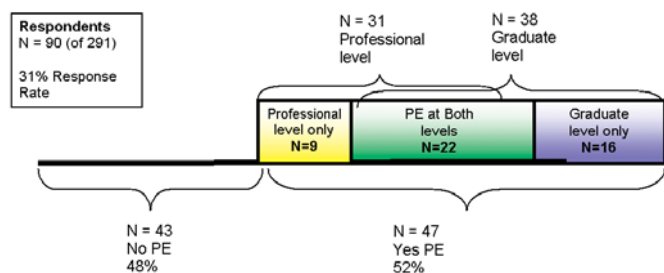 Respondents
N = 90 (of 291)
31% Response
Rate
N = 31
Professional
level
N = 38
Graduate
level
Professional
level only
N=9
PE at Both
levels
N=22
Graduate
level only
N=16
N = 43
No PE
48%
N = 47
Yes PE
52%